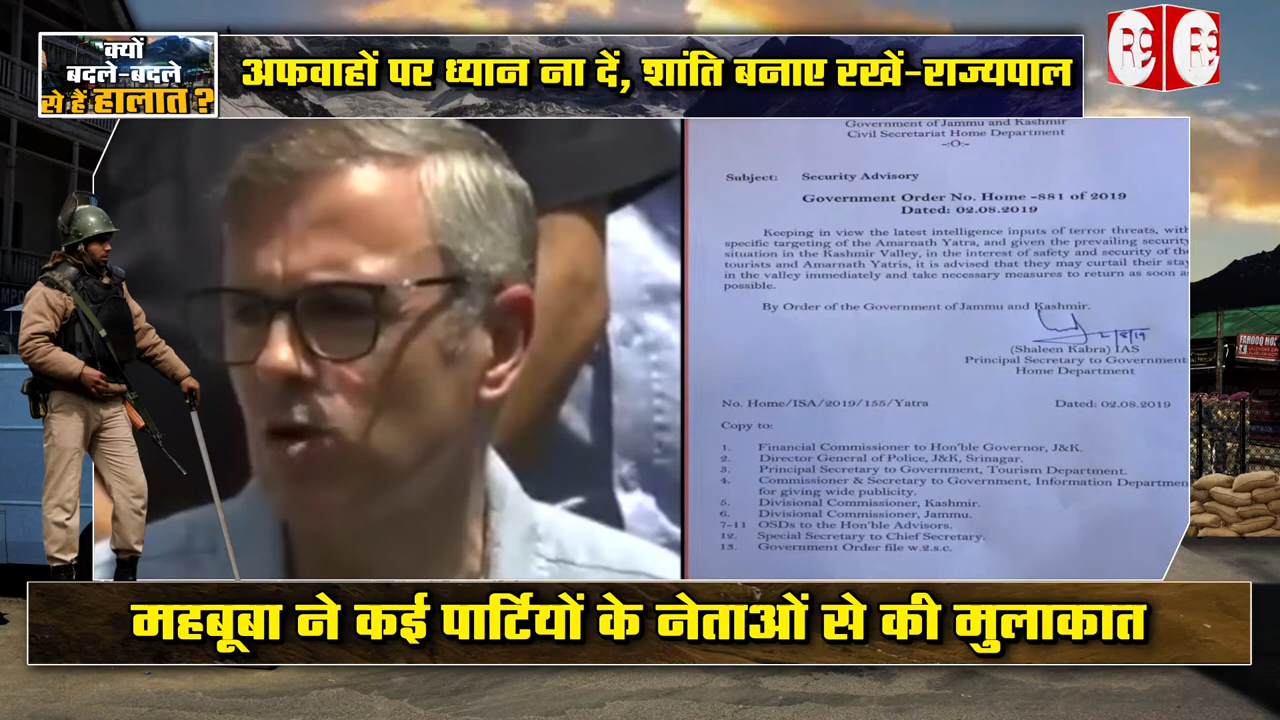 क्यों
बदले-बदले
से हैं हालात ?
अफवाहों पर ध्यान ना दें, शांति बनाए रखें-राज्यपाल
RC RC
Government of Jammu and Kashmir
Civil Secretariat Home Department
-:O:-
Subject: Security Advisory
Government Order No. Home -881 of 2019
Dated: 02.08.2019
Keeping in view the latest intelligence inputs of terror threats, with
specific targeting of the Amarnath Yatra, and given the prevailing security
situation in the Kashmir Valley, in the interest of safety and security of the
tourists and Amarnath Yatris, it is advised that they may curtail their stay
in the valley immediately and take necessary measures to return as soon as
possible.
By Order of the Government of Jammu and Kashmir.
2/8/19
(Shaleen Kabra) IAS
Principal Secretary to Government
Home Department
No. Home/ISA/2019/155/Yatra Dated: 02.08.2019
Copy to:
1. Financial Commissioner to Hon'ble Governor, J&K.
2. Director General of Police, J&K, Srinagar.
3. Principal Secretary to Government, Tourism Department.
4. Commissioner & Secretary to Government, Information Departmen
for giving wide publicity.
5. Divisional Commissioner, Kashmir.
6. Divisional Commissioner, Jammu.
7-11 OSDs to the Hon'ble Advisors.
12. Special Secretary to Chief Secretary.
13. Government Order file w.2.s.c.
FAROOQ HO
महबूबा ने कई पार्टियों के नेताओं से की मुलाकात